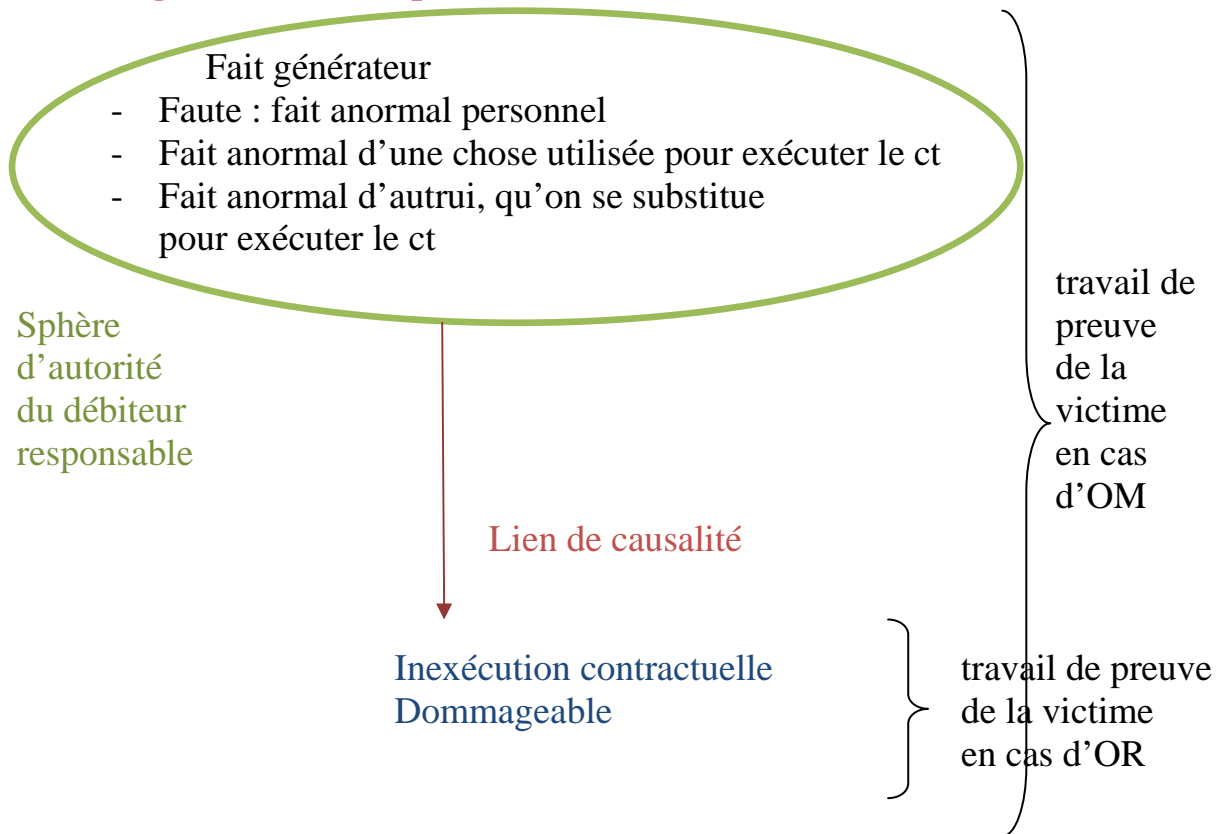 Fait générateur
- Faute : fait anormal personnel
- Fait anormal d’une chose utilisée pour exécuter le ct
- Fait anormal d’autrui, qu’on se substitue
pour exécuter le ct
Sphère
d’autorité
du débiteur
responsable
travail de
preuve
de la
victime
en cas
d’OM
Lien de causalité
Inexécution contractuelle
Dommageable
travail de preuve
de la victime
en cas d’OR